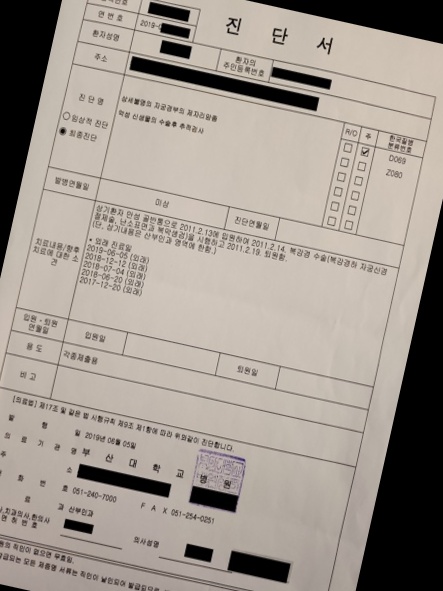 진 단 서
연 번 호
2019-
환자성명
환자의
주민등록번호
주소
진 단 명
○임상적 진단
◉ 최종진단
상세불명의 자궁경부의 제자리암종
악성 신생물의 수술후 추적검사
R/O
주
한국질병
분류번호
D069
Z080
발병연월일
미상
진단연월일
치료내용/향후
치료에 대한 소
견
상기환자 만성 골반통으로 2011.2.13에 입원하여 2011.2.14. 복강경 수술(복강경하 자궁신경
절제술, 난소표면과 복막생검)을 시행하고 2011.2.19. 퇴원함.
(단, 상기내용은 산부인과 영역에 한함.)
* 외래 진료일
2019-06-05 (외래)
2018-12-12 (외래)
2018-07-04 (외래)
2018-06-20 (외래)
2017-12-20 (외래)
입원·퇴원
연월일
입원일
퇴원일
용 도
각종제출용
비 고
[의료법] 제17조 및 같은 법 시행규칙 제9조 제1항에 따라 위와같이 진단합니다.
발 행 일 2019년 06월 05일
의 료 기 관 명 부 산 대 학 교 병 원
주 소
전 화 번 호 051-240-7000
F A X 051-254-0251
과 산부인과
치과의사,한의사
면 허 번 호
의사성명
직인이 없으면 무효임.